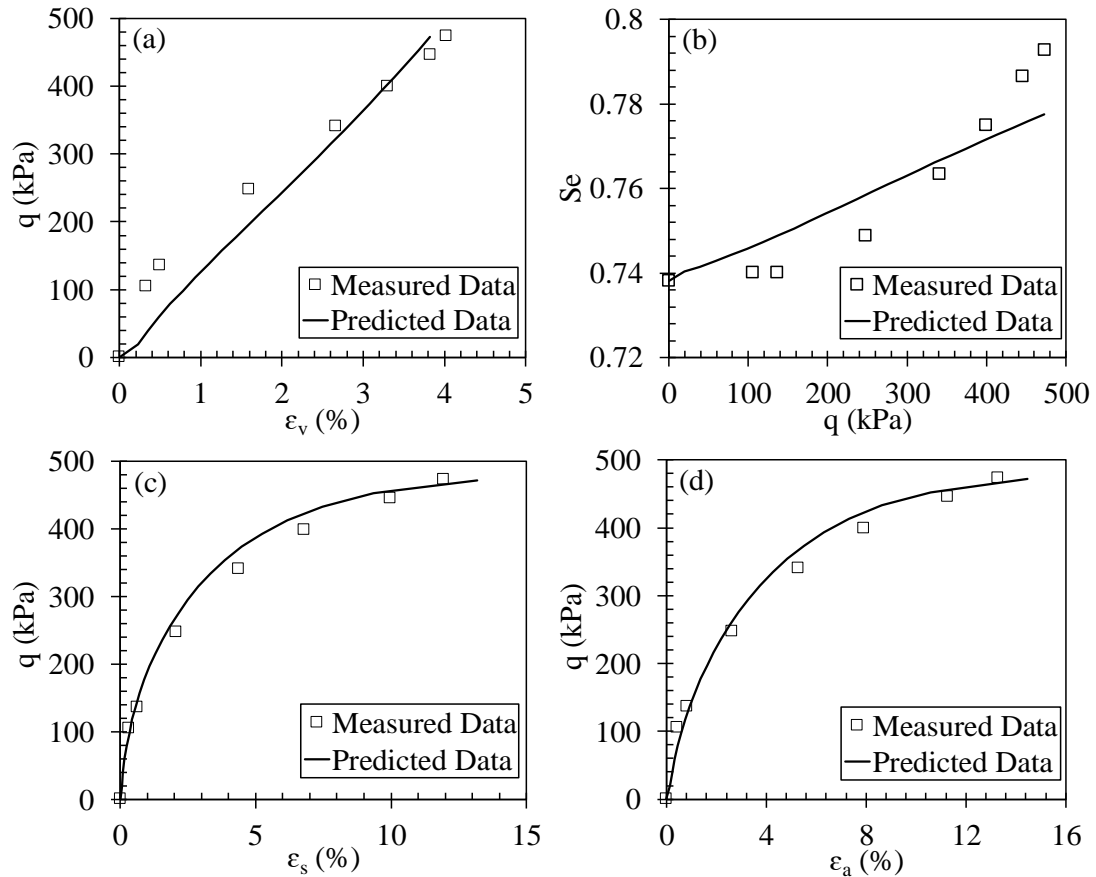 (a)
500
400
300
200
100
0
q (kPa)
0 1 2 3 4 5
εv (%)
Measured Data
Predicted Data
(b)
0.8
0.78
0.76
0.74
0.72
Se
0 100 200 300 400 500
q (kPa)
Measured Data
Predicted Data
(c)
500
400
300
200
100
0
q (kPa)
0 5 10 15
εs (%)
Measured Data
Predicted Data
(d)
500
400
300
200
100
0
q (kPa)
0 4 8 12 16
εa (%)
Measured Data
Predicted Data